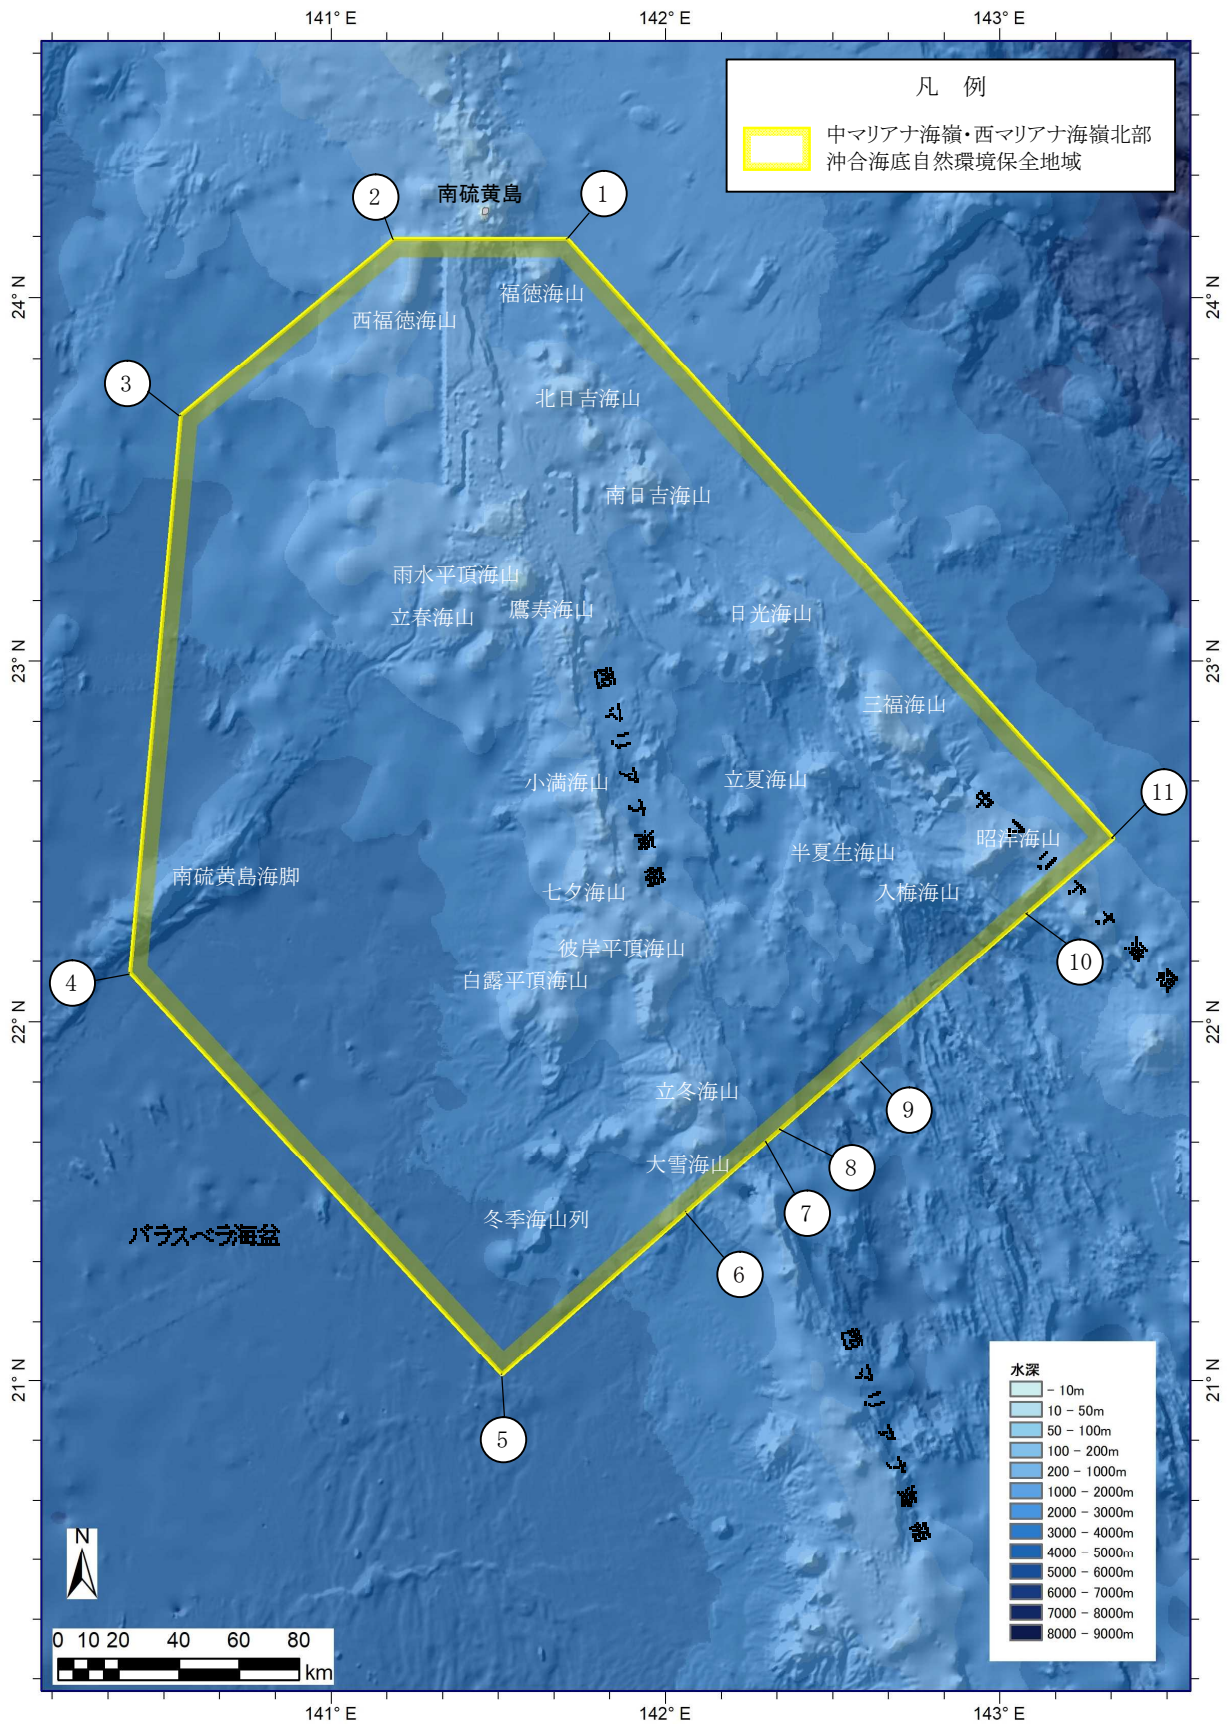 141° E
142° E
143° E
凡 例
中マリアナ海嶺・西マリアナ海嶺北部
沖合海底自然環境保全地域
南硫黄島
①
②
24° N
24° N
福徳海山
西福徳海山
③
北日吉海山
南日吉海山
雨水平頂海山
立春海山
鷹寿海山
日光海山
23° N
23° N
西マリアナ海嶺
三福海山
小満海山
立夏海山
⑪
昭洋海山
半夏生海山
マリアナ海嶺
南硫黄島海脚
七夕海山
入梅海山
彼岸平頂海山
白露平頂海山
④
⑩
22° N
22° N
立冬海山
⑨
大雪海山
⑧
⑦
冬季海山列
パラスベラ海盆
⑥
西マリアナ海嶺
21° N
21° N
⑤
水深
- 10m
10 - 50m
50 - 100m
100 - 200m
200 - 1000m
1000 - 2000m
2000 - 3000m
3000 - 4000m
4000 - 5000m
5000 - 6000m
6000 - 7000m
7000 - 8000m
8000 - 9000m
N
0 10 20 40 60 80
km
141° E
142° E
143° E